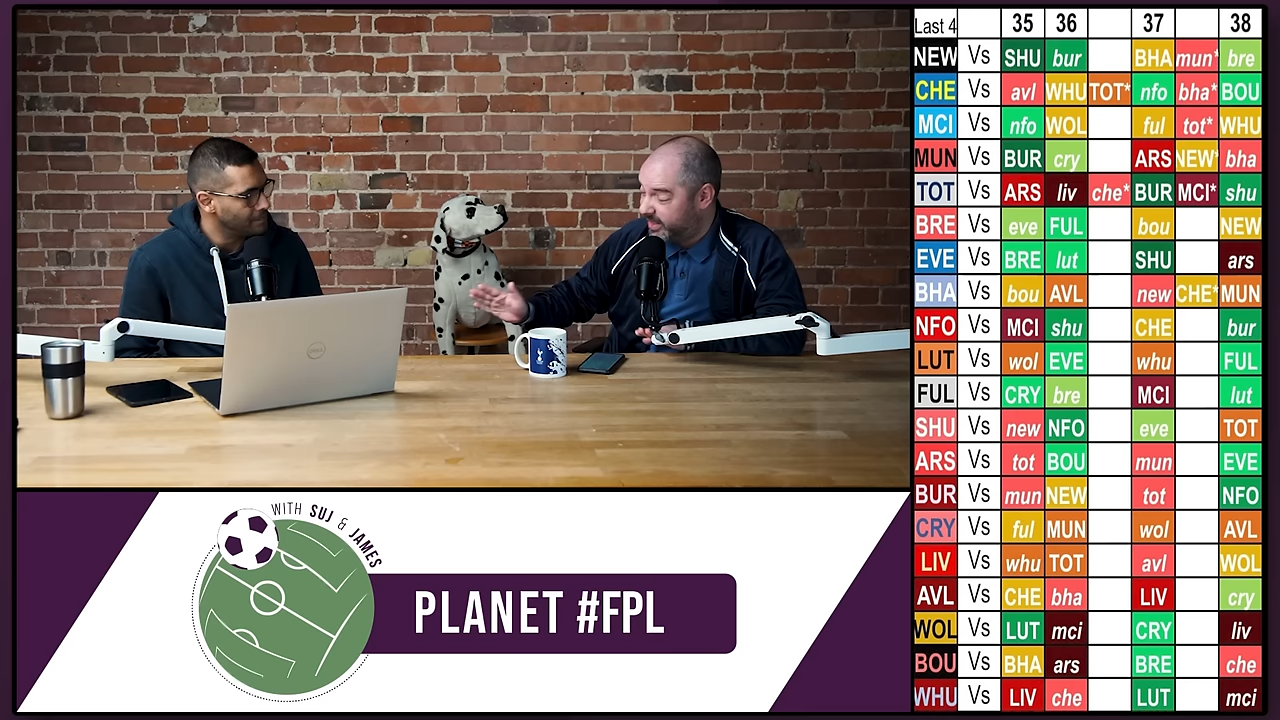 Last 4 35 36 37 38
NEW Vs SHU bur BHA mun* bre
CHE Vs avl WHU TOT* nfo bha* BOU
MCI Vs nfo WOL ful tot* WHU
MUN Vs BUR cry ARS NEW* bha
TOT Vs ARS liv che* BUR MCI* shu
BRE Vs eve FUL bou NEW
EVE Vs BRE lut SHU ars
BHA Vs bou AVL new CHE* MUN
NFO Vs MCI shu CHE bur
LUT Vs wol EVE whu FUL
FUL Vs CRY bre MCI lut
SHU Vs new NFO eve TOT
ARS Vs tot BOU mun EVE
BUR Vs mun NEW tot NFO
CRY Vs ful MUN wol AVL
LIV Vs whu TOT avl WOL
AVL Vs CHE bha LIV cry
WOL Vs LUT mci CRY liv
BOU Vs BHA ars BRE che
WHU Vs LIV che LUT mci
DELL
WITH SUJ & JAMES
PLANET #FPL